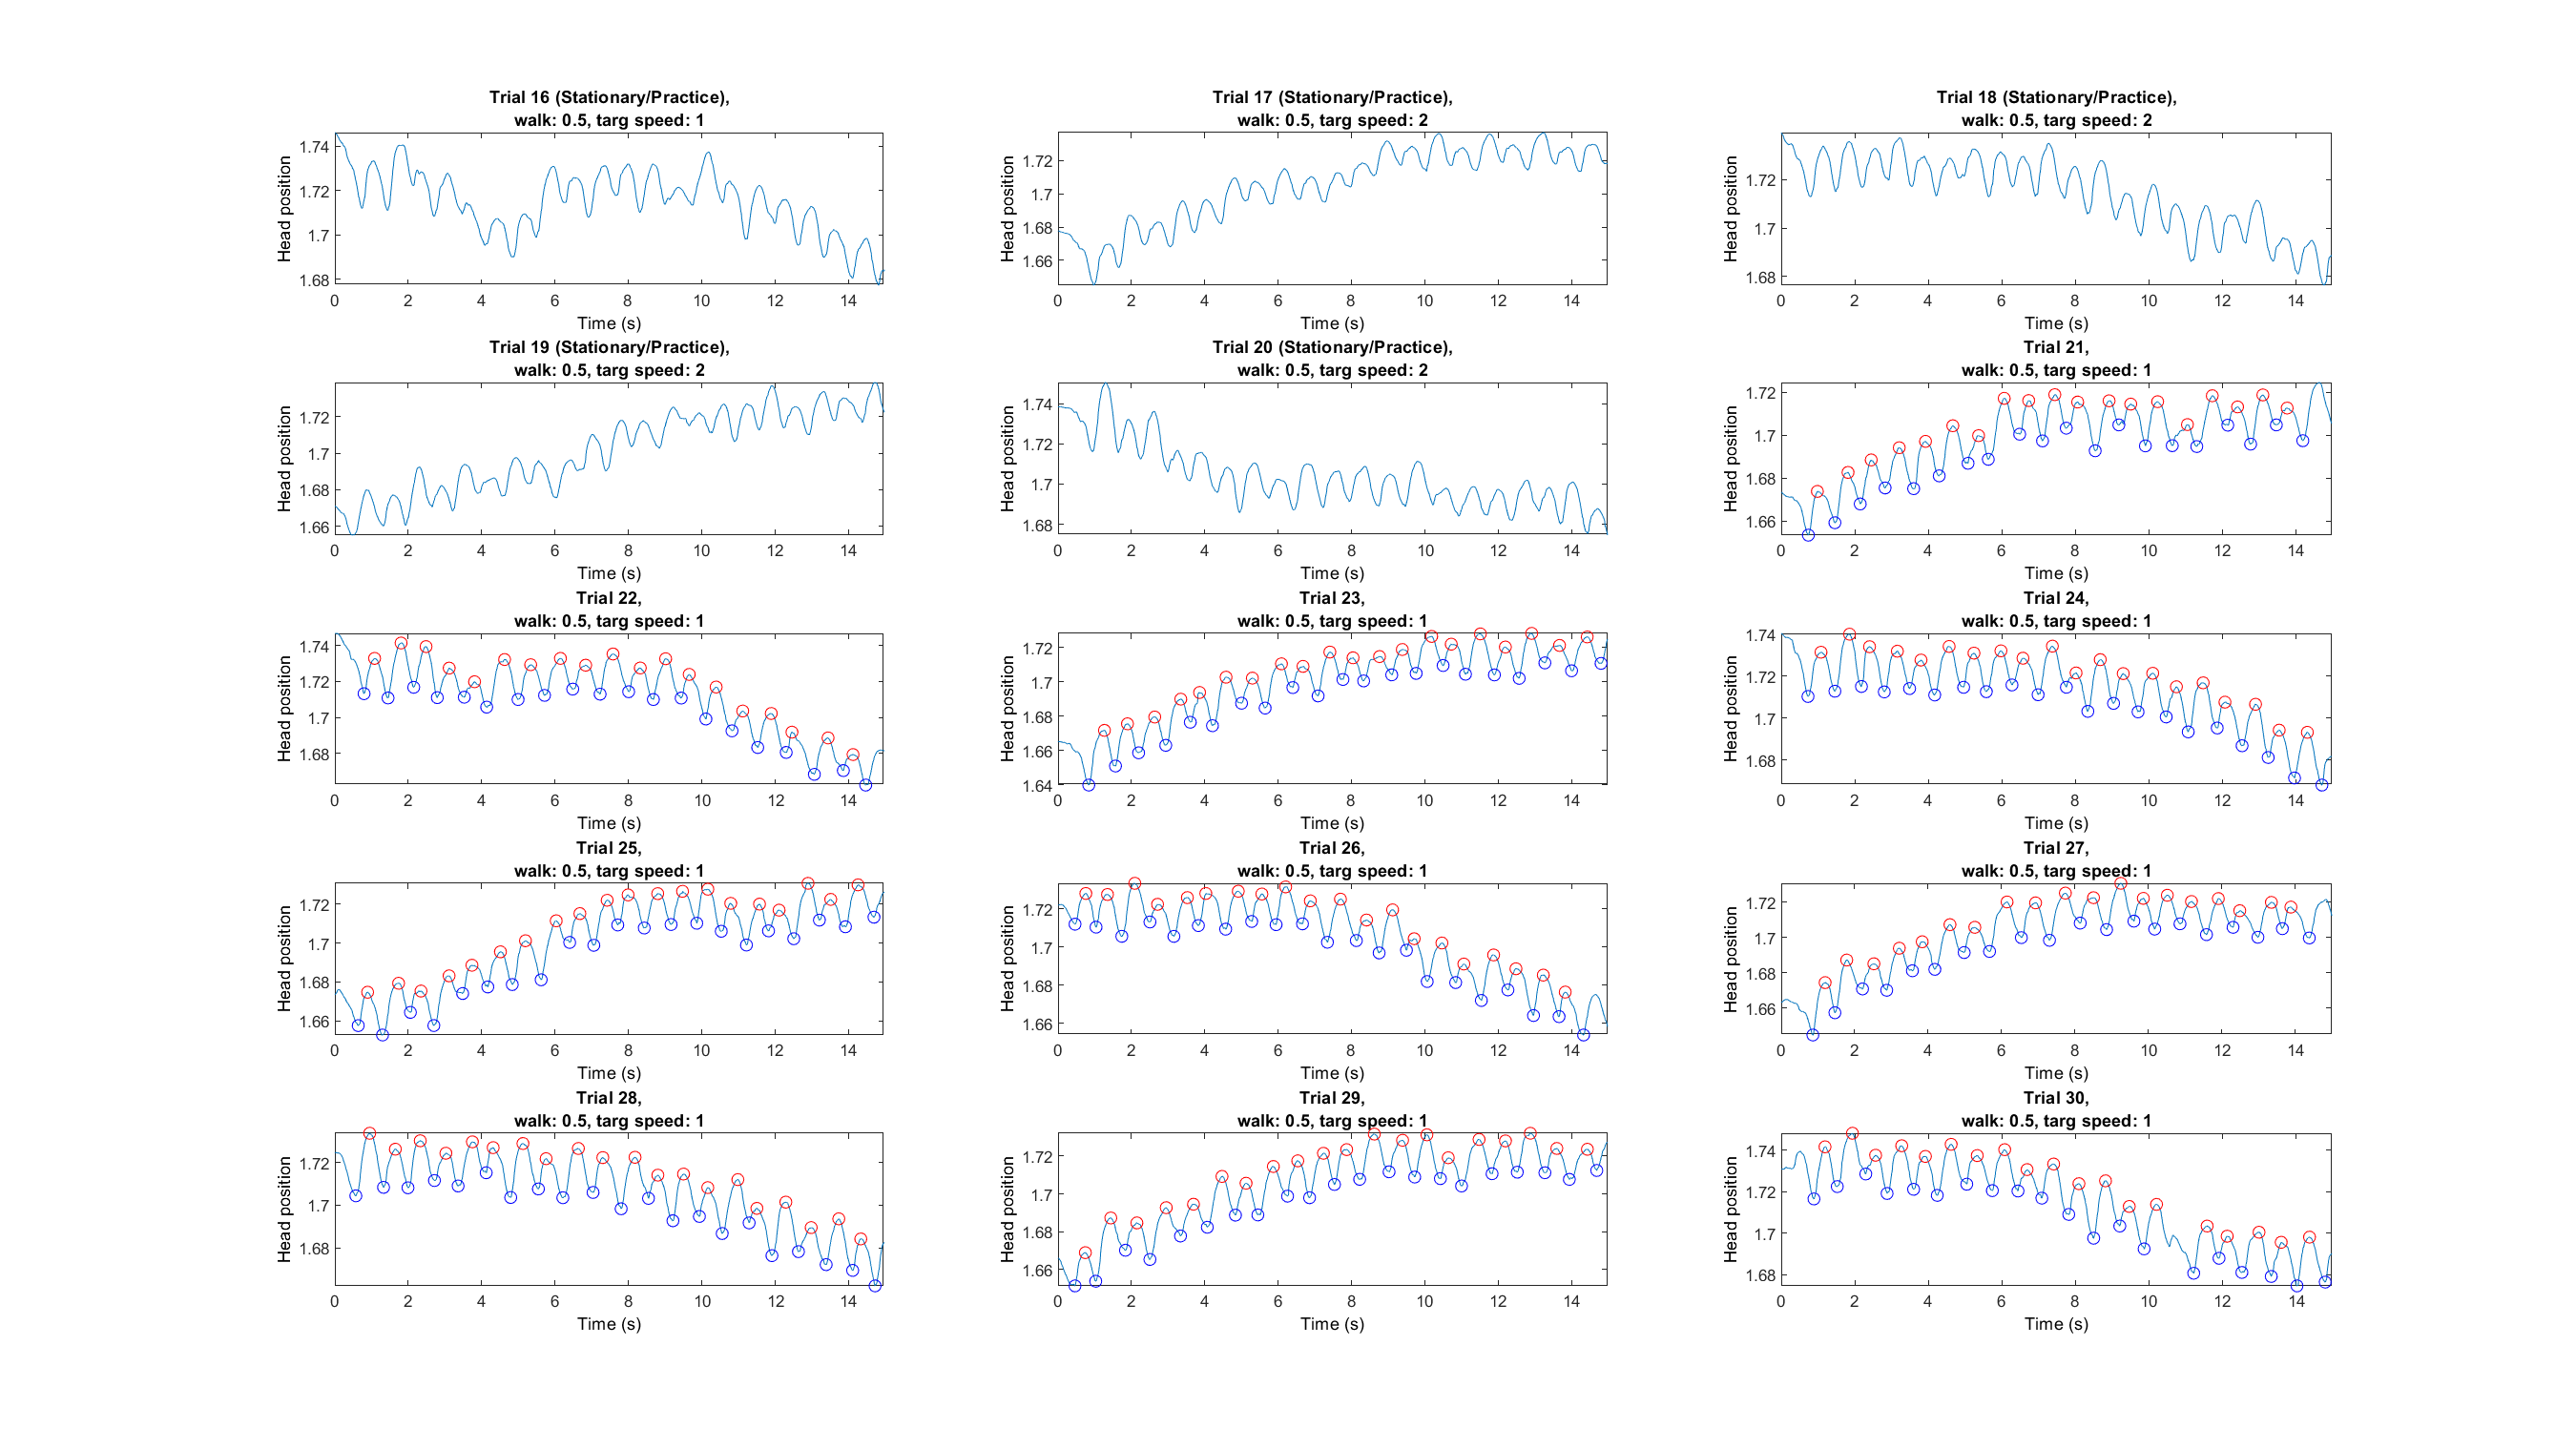 Trial 16 (Stationary/Practice),
walk: 0.5, targ speed: 1
1.74
1.72
1.7
1.68
Head position
0 2 4 6 8 10 12 14
Time (s)
Trial 17 (Stationary/Practice),
walk: 0.5, targ speed: 2
1.72
1.7
1.68
1.66
Head position
0 2 4 6 8 10 12 14
Time (s)
Trial 18 (Stationary/Practice),
walk: 0.5, targ speed: 2
1.72
1.7
1.68
Head position
0 2 4 6 8 10 12 14
Time (s)
Trial 19 (Stationary/Practice),
walk: 0.5, targ speed: 2
1.72
1.7
1.68
1.66
Head position
0 2 4 6 8 10 12 14
Time (s)
Trial 20 (Stationary/Practice),
walk: 0.5, targ speed: 2
1.74
1.72
1.7
1.68
Head position
0 2 4 6 8 10 12 14
Time (s)
Trial 21,
walk: 0.5, targ speed: 1
1.72
1.7
1.68
1.66
Head position
0 2 4 6 8 10 12 14
Time (s)
Trial 22,
walk: 0.5, targ speed: 1
1.74
1.72
1.7
1.68
Head position
0 2 4 6 8 10 12 14
Time (s)
Trial 23,
walk: 0.5, targ speed: 1
1.72
1.7
1.68
1.66
1.64
Head position
0 2 4 6 8 10 12 14
Time (s)
Trial 24,
walk: 0.5, targ speed: 1
1.74
1.72
1.7
1.68
Head position
0 2 4 6 8 10 12 14
Time (s)
Trial 25,
walk: 0.5, targ speed: 1
1.72
1.7
1.68
1.66
Head position
0 2 4 6 8 10 12 14
Time (s)
Trial 26,
walk: 0.5, targ speed: 1
1.72
1.7
1.68
1.66
Head position
0 2 4 6 8 10 12 14
Time (s)
Trial 27,
walk: 0.5, targ speed: 1
1.72
1.7
1.68
1.66
Head position
0 2 4 6 8 10 12 14
Time (s)
Trial 28,
walk: 0.5, targ speed: 1
1.72
1.7
1.68
Head position
0 2 4 6 8 10 12 14
Time (s)
Trial 29,
walk: 0.5, targ speed: 1
1.72
1.7
1.68
1.66
Head position
0 2 4 6 8 10 12 14
Time (s)
Trial 30,
walk: 0.5, targ speed: 1
1.74
1.72
1.7
1.68
Head position
0 2 4 6 8 10 12 14
Time (s)